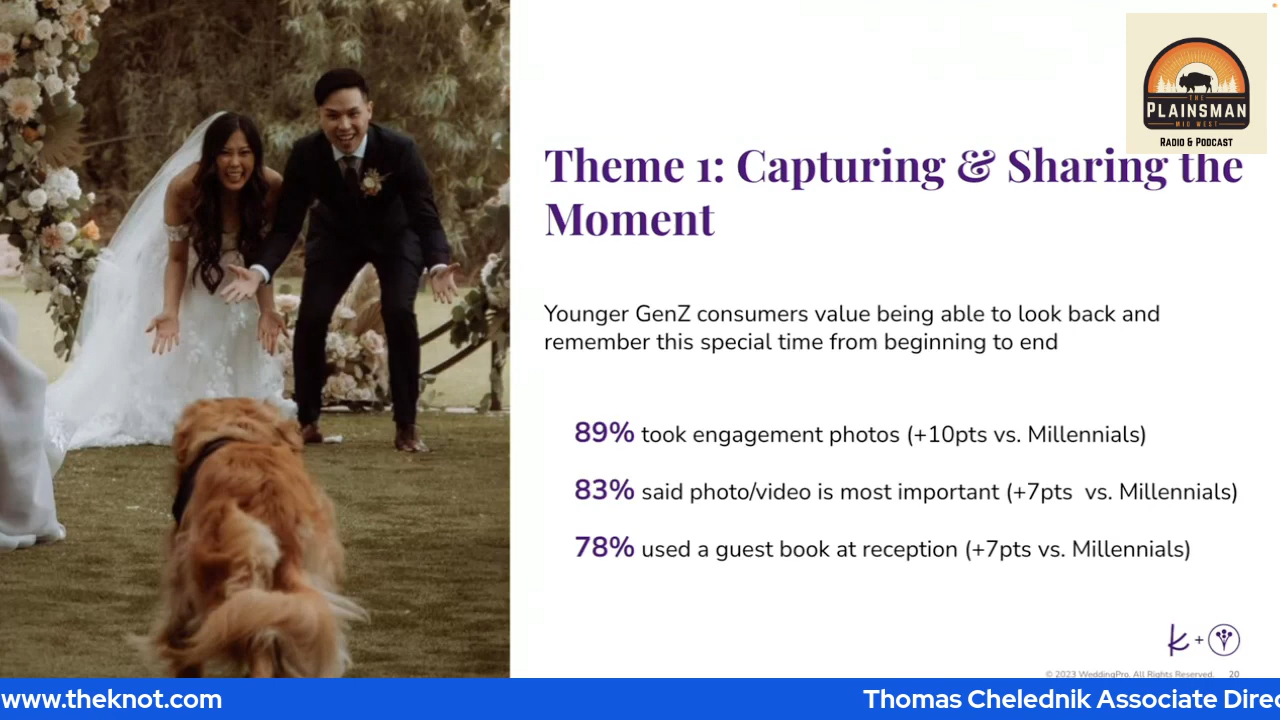 THE
PLAINSMAN
MID WEST
RADIO & PODCAST
Theme 1: Capturing & Sharing the
Moment
Younger GenZ consumers value being able to look back and
remember this special time from beginning to end
89% took engagement photos (+10pts vs. Millennials)
83% said photo/video is most important (+7pts vs. Millennials)
78% used a guest book at reception (+7pts vs. Millennials)
k +
© 2023 WeddingPro. All Rights Reserved. 20
www.theknot.com Thomas Chelednik Associate Direc